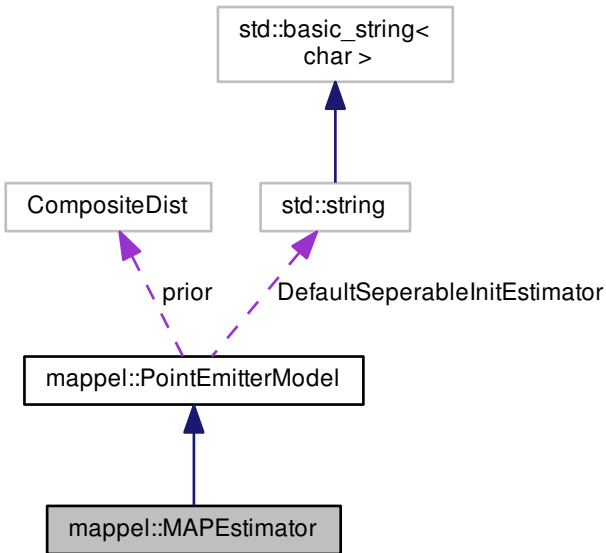 std::basic_string<
char >
CompositeDist
std::string
prior
DefaultSeperableInitEstimator
mappel::PointEmitterModel
mappel::MAPEstimator